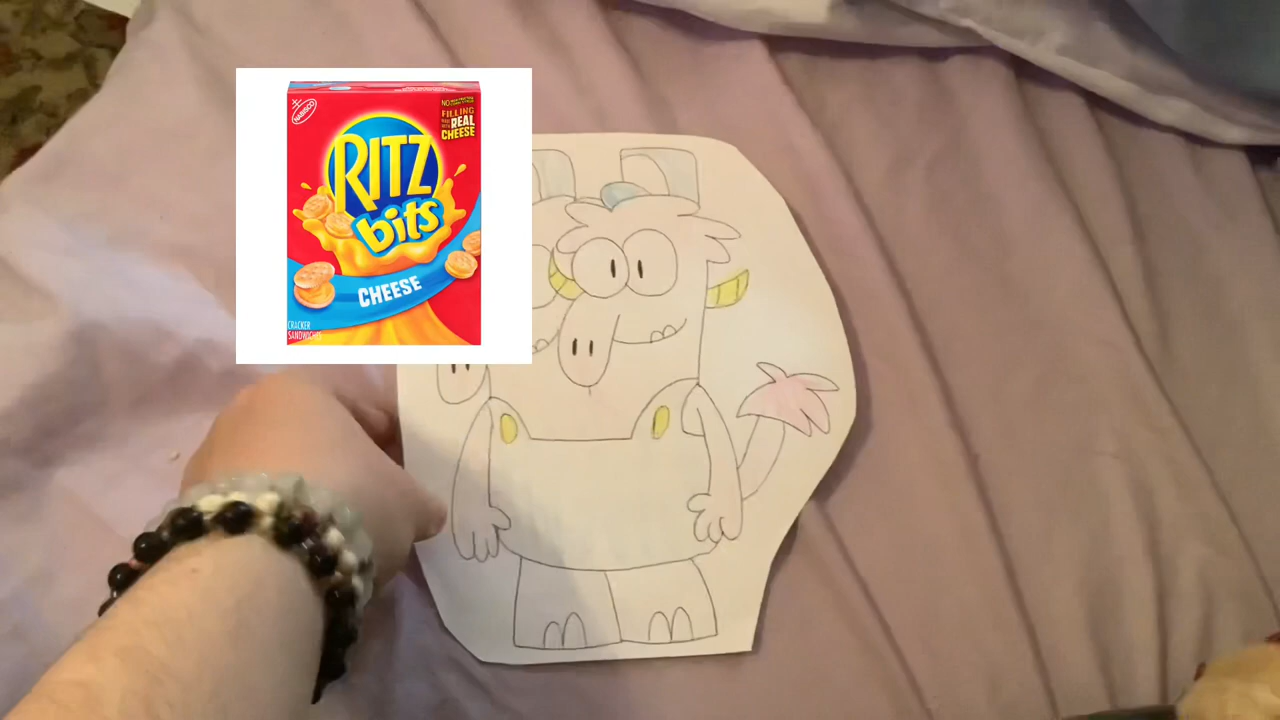 NABISCO
NO
FILLING
REAL
CHEESE
RITZ
bits
CHEESE
CRACKER
SANDWICHES